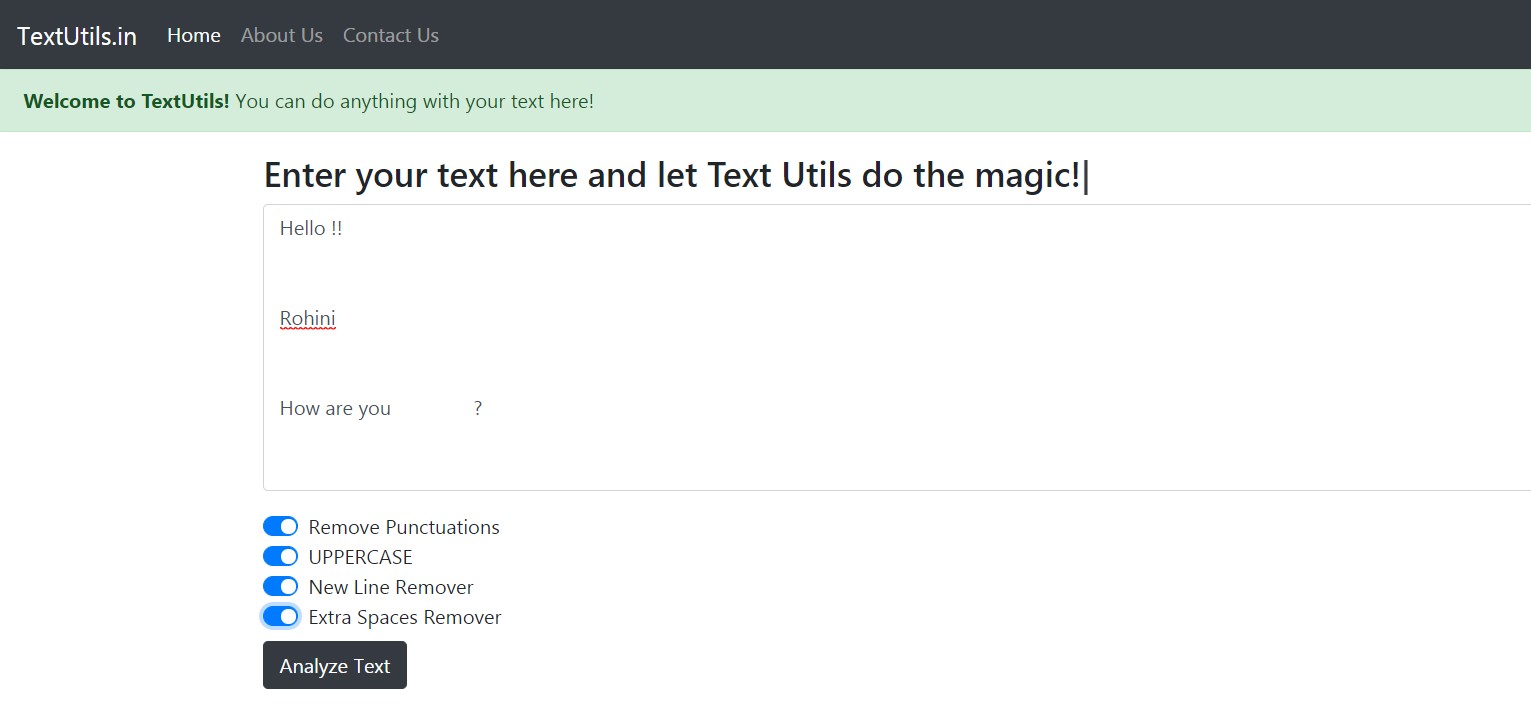 TextUtils.in Home About Us Contact Us
Welcome to TextUtils! You can do anything with your text here!
Enter your text here and let Text Utils do the magic!|
Hello !!
Rohini
How are you ?
Remove Punctuations
UPPERCASE
New Line Remover
Extra Spaces Remover
Analyze Text